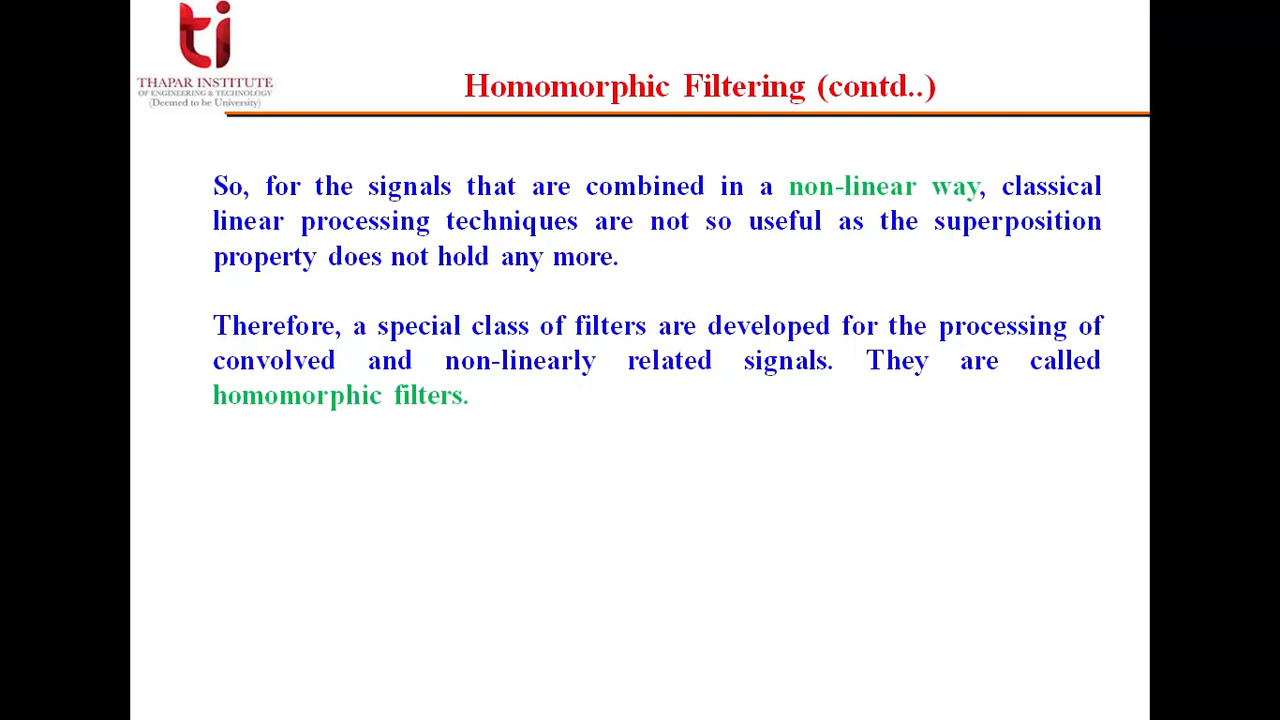 ti
THAPAR INSTITUTE
OF ENGINEERING & TECHNOLOGY
(Deemed to be University)
Homomorphic Filtering (contd..)
So, for the signals that are combined in a non-linear way, classical
linear processing techniques are not so useful as the superposition
property does not hold any more.
Therefore, a special class of filters are developed for the processing of
convolved and non-linearly related signals. They are called
homomorphic filters.